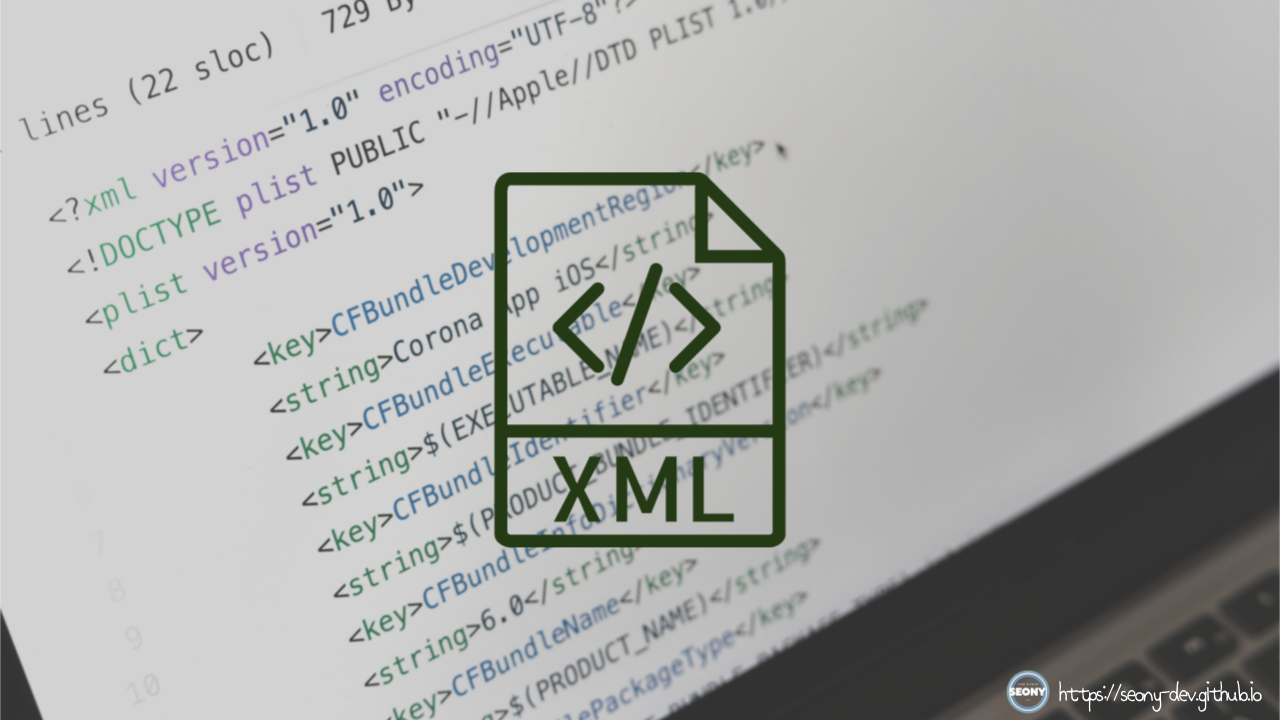 lines (22 sloc) 729 By
<?xml version="1.0" encoding="UTF-8"?>
<!DOCTYPE plist PUBLIC "-//Apple//DTD PLIST 1.0/
<plist version="1.0">
<dict>
<key>CFBundleDevelopmentRegion</key>
<string>Corona App iOS</string>
<key>CFBundleExecutable</key>
<string>$(EXECUTABLE_NAME)</string>
<key>CFBundleIdentifier</key>
<string>$(PRODUCT_BUNDLE_IDENTIFIER)</string>
<key>CFBundleInfoDictionaryVersion</key>
<string>6.0</string>
<key>CFBundleName</key>
<string>$(PRODUCT_NAME)</string>
<key>
lePackageType</key>
7
8
9
10
XML
SEONY
https://seony-dev.github.io